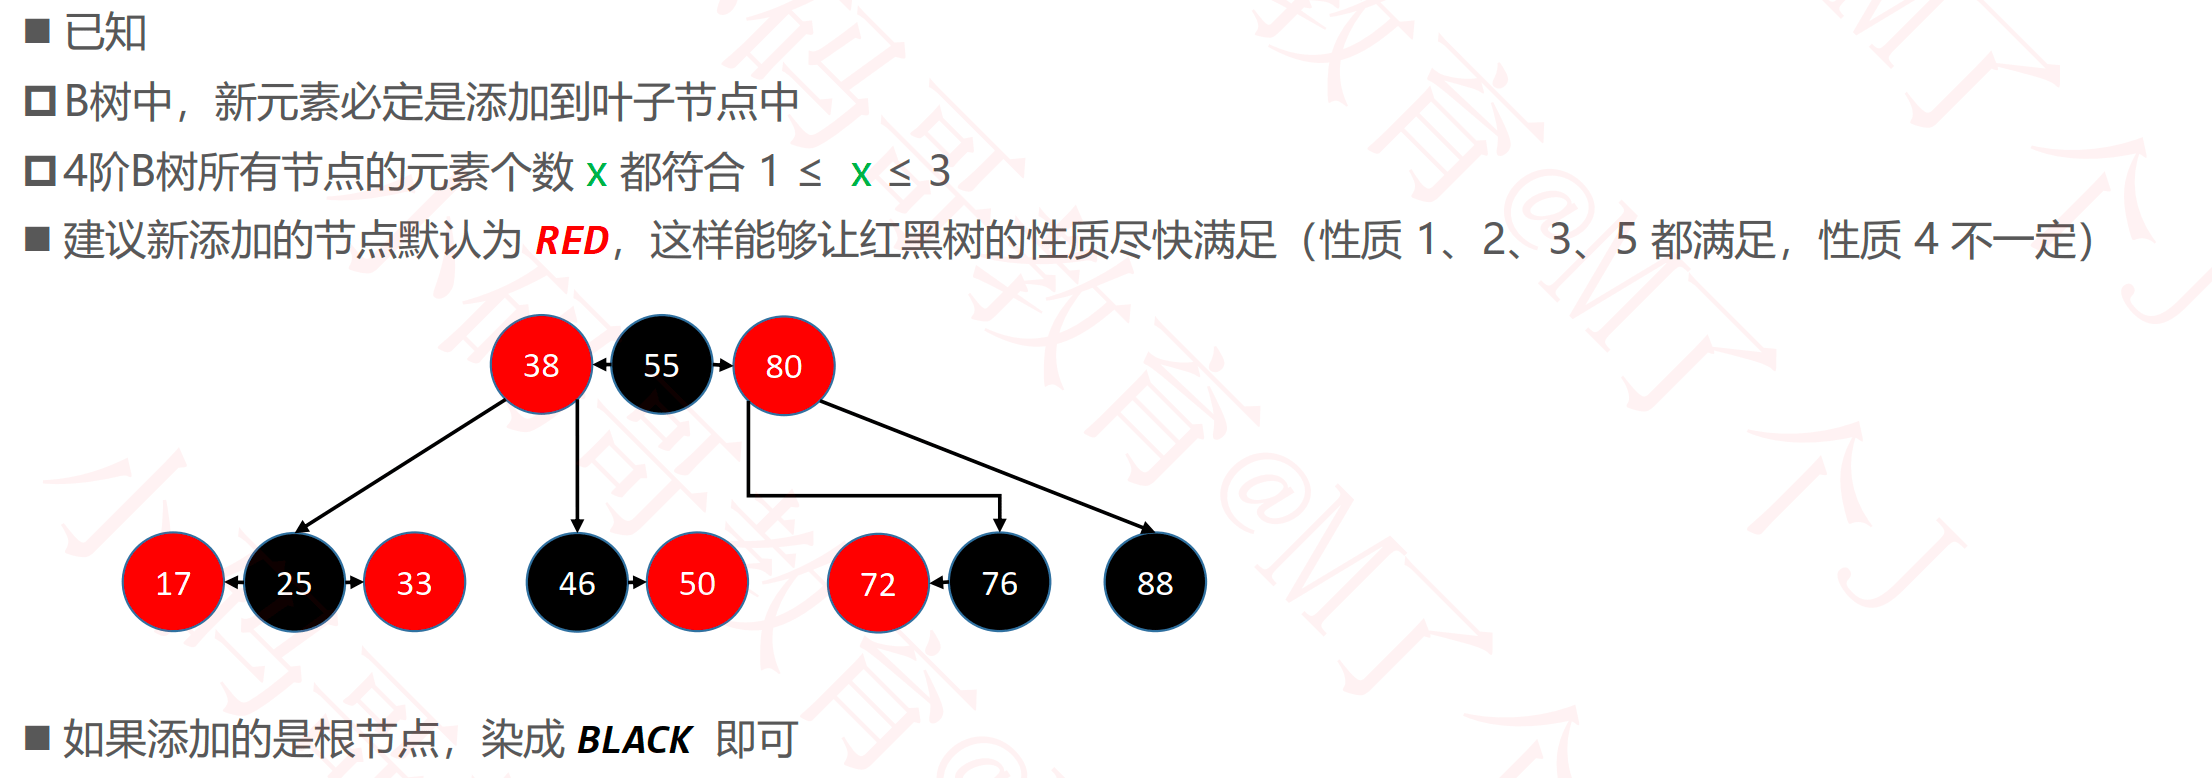 ■ 已知
□ B树中，新元素必定是添加到叶子节点中
□ 4阶B树所有节点的元素个数 x 都符合 1 ≤ x ≤ 3
■ 建议新添加的节点默认为 RED，这样能够让红黑树的性质尽快满足（性质 1、2、3、5 都满足，性质 4 不一定）
38 55 80
17 25 33 46 50 72 76 88
■ 如果添加的是根节点，染成 BLACK 即可
小码哥教育@M了个J